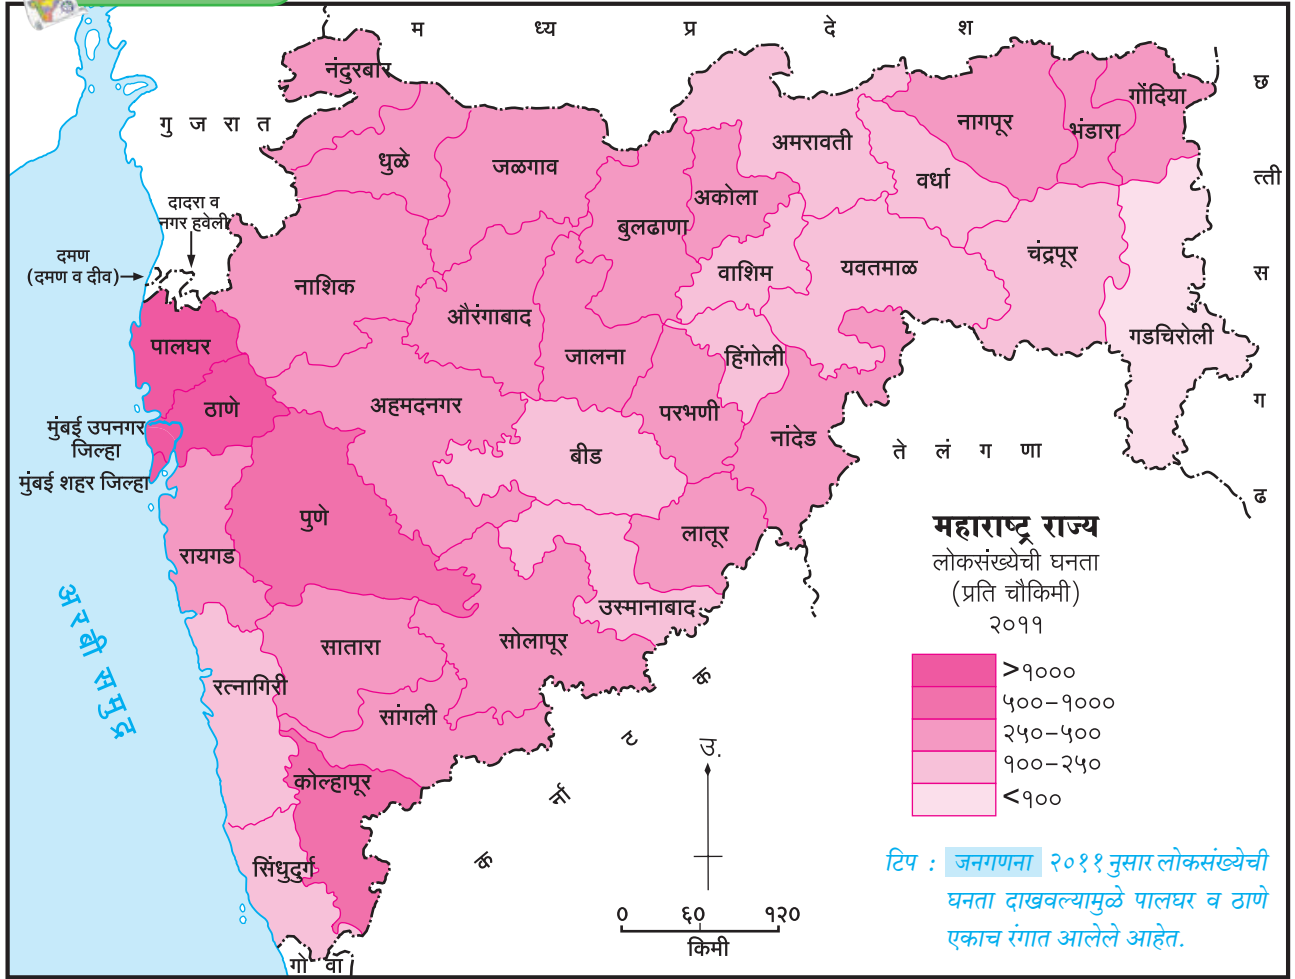 म ध्य प्र दे श
छ
त्ती
स
ग
ढ
गु ज रा त
नंदुरबार
गोंदिया
नागपूर
भंडारा
धुळे
जळगाव
अमरावती
वर्धा
अकोला
बुलढाणा
दादरा व
नगर हवेली
दमण
(दमण व दीव)
नाशिक
औरंगाबाद
वाशिम
यवतमाळ
चंद्रपूर
गडचिरोली
पालघर
जालना
हिंगोली
ठाणे
अहमदनगर
परभणी
मुंबई उपनगर
जिल्हा
मुंबई शहर जिल्हा
बीड
नांदेड
ते लं ग णा
पुणे
लातूर
रायगड
उस्मानाबाद
अरबी समुद्र
सातारा
सोलापूर
रत्नागिरी
सांगली
कोल्हापूर
सिंधुदुर्ग
क र्ना ट क
गो वा
महाराष्ट्र राज्य
लोकसंख्येची घनता
(प्रति चौकिमी)
२०११
>१०००
५००–१०००
२५०–५००
१००–२५०
<१००
उ.
० ६० १२०
किमी
टिप : जनगणना २०११ नुसार लोकसंख्येची
घनता दाखवल्यामुळे पालघर व ठाणे
एकाच रंगात आलेले आहेत.